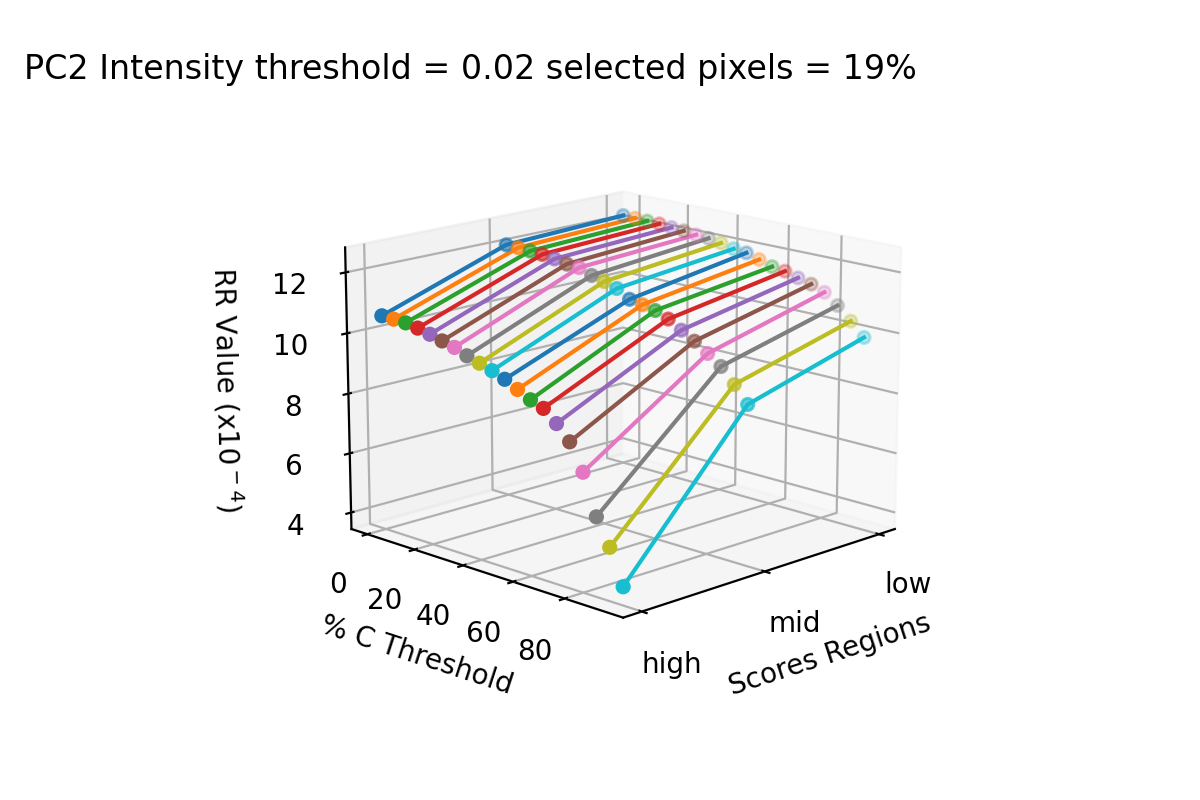 PC2 Intensity threshold = 0.02 selected pixels = 19%
RR Value (x10⁻⁴)
12
10
8
6
4
0
20
40
60
80
% C Threshold
high
mid
low
Scores Regions